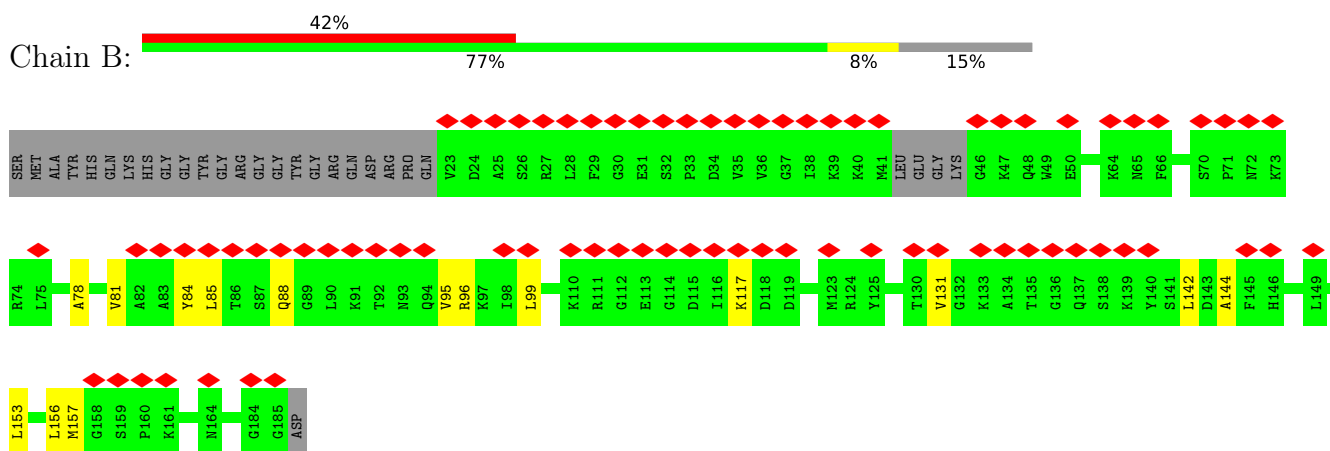 42%
Chain B:
77% 8% 15%
SER MET ALA TYR HIS GLN LYS HIS GLY GLY TYR GLY ARG GLY GLY TYR GLY ARG GLN ASP ARG PRO GLN V23 D24 A25 S26 R27 L28 F29 G30 E31 S32 P33 D34 V35 V36 G37 I38 K39 K40 M41 LEU GLU GLY LYS G46 K47 Q48 W49 E50 K64 N65 F66 S70 P71 N72 K73
R74 L75 A78 V81 A82 A83 Y84 L85 T86 S87 Q88 G89 L90 K91 T92 N93 Q94 V95 R96 K97 I98 L99 K110 R111 G112 E113 G114 D115 I116 K117 D118 D119 M123 R124 Y125 T130 V131 G132 K133 A134 T135 G136 Q137 S138 K139 Y140 S141 L142 D143 A144 F145 H146 L149
L153 L156 M157 G158 S159 P160 K161 N164 G184 G185 ASP